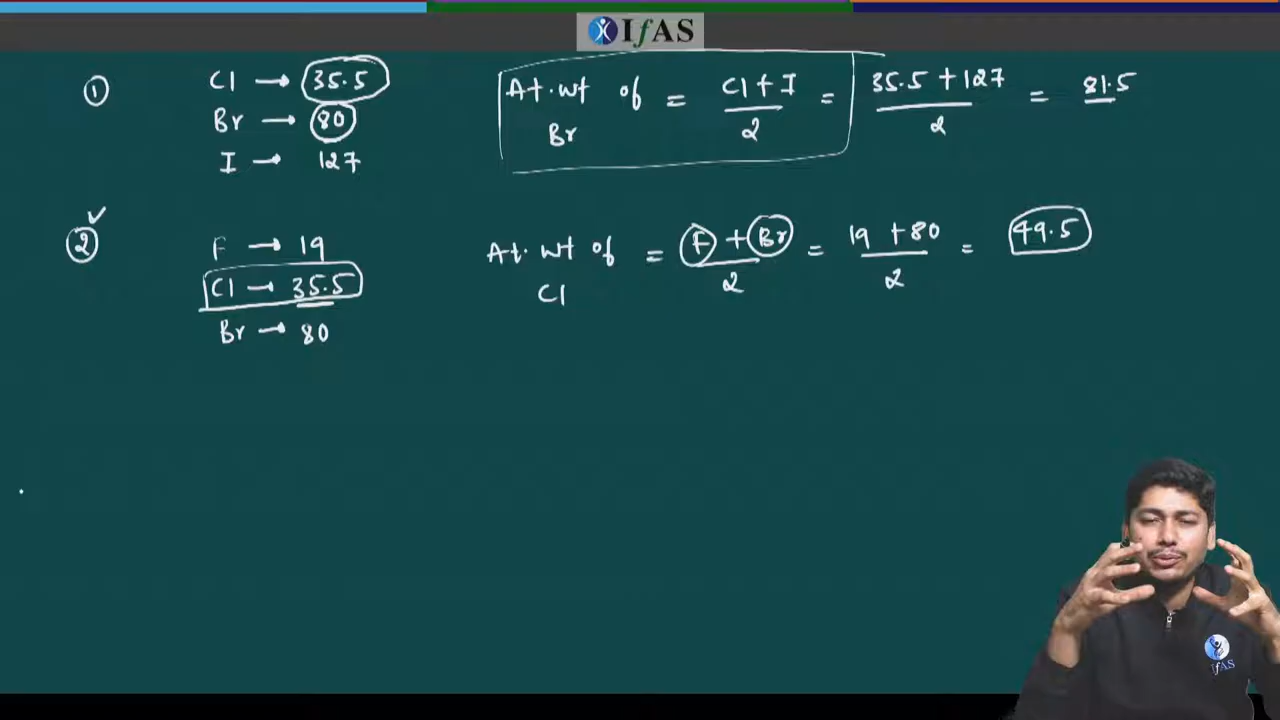 IfAS
① Cl → 35.5 At. wt of Br = Cl + I / 2 = 35.5 + 127 / 2 = 81.5
Br → 80
I → 127
② ✓ F → 19 At. wt of Cl = F + Br / 2 = 19 + 80 / 2 = 49.5
Cl → 35.5
Br → 80
IfAS